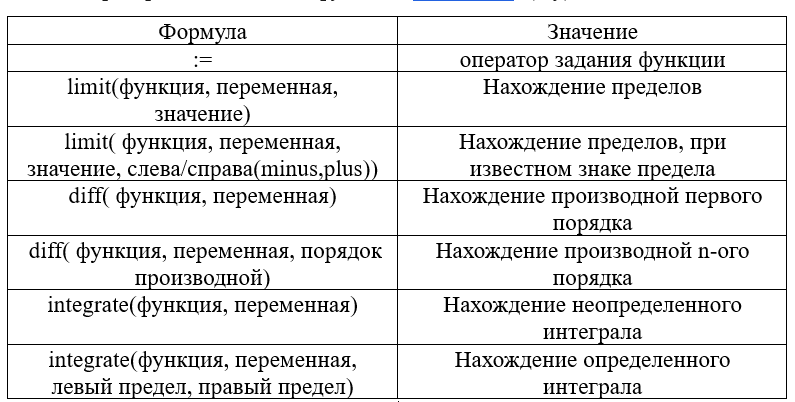 Формула Значение
:= оператор задания функции
limit(функция, переменная,
значение)
Нахождение пределов
limit( функция, переменная,
значение, слева/справа(minus,plus))
Нахождение пределов, при
известном знаке предела
diff( функция, переменная)
Нахождение производной первого
порядка
diff( функция, переменная, порядок
производной)
Нахождение производной n-ого
порядка
integrate(функция, переменная)
Нахождение неопределенного
интеграла
integrate(функция, переменная,
левый предел, правый предел)
Нахождение определенного
интеграла